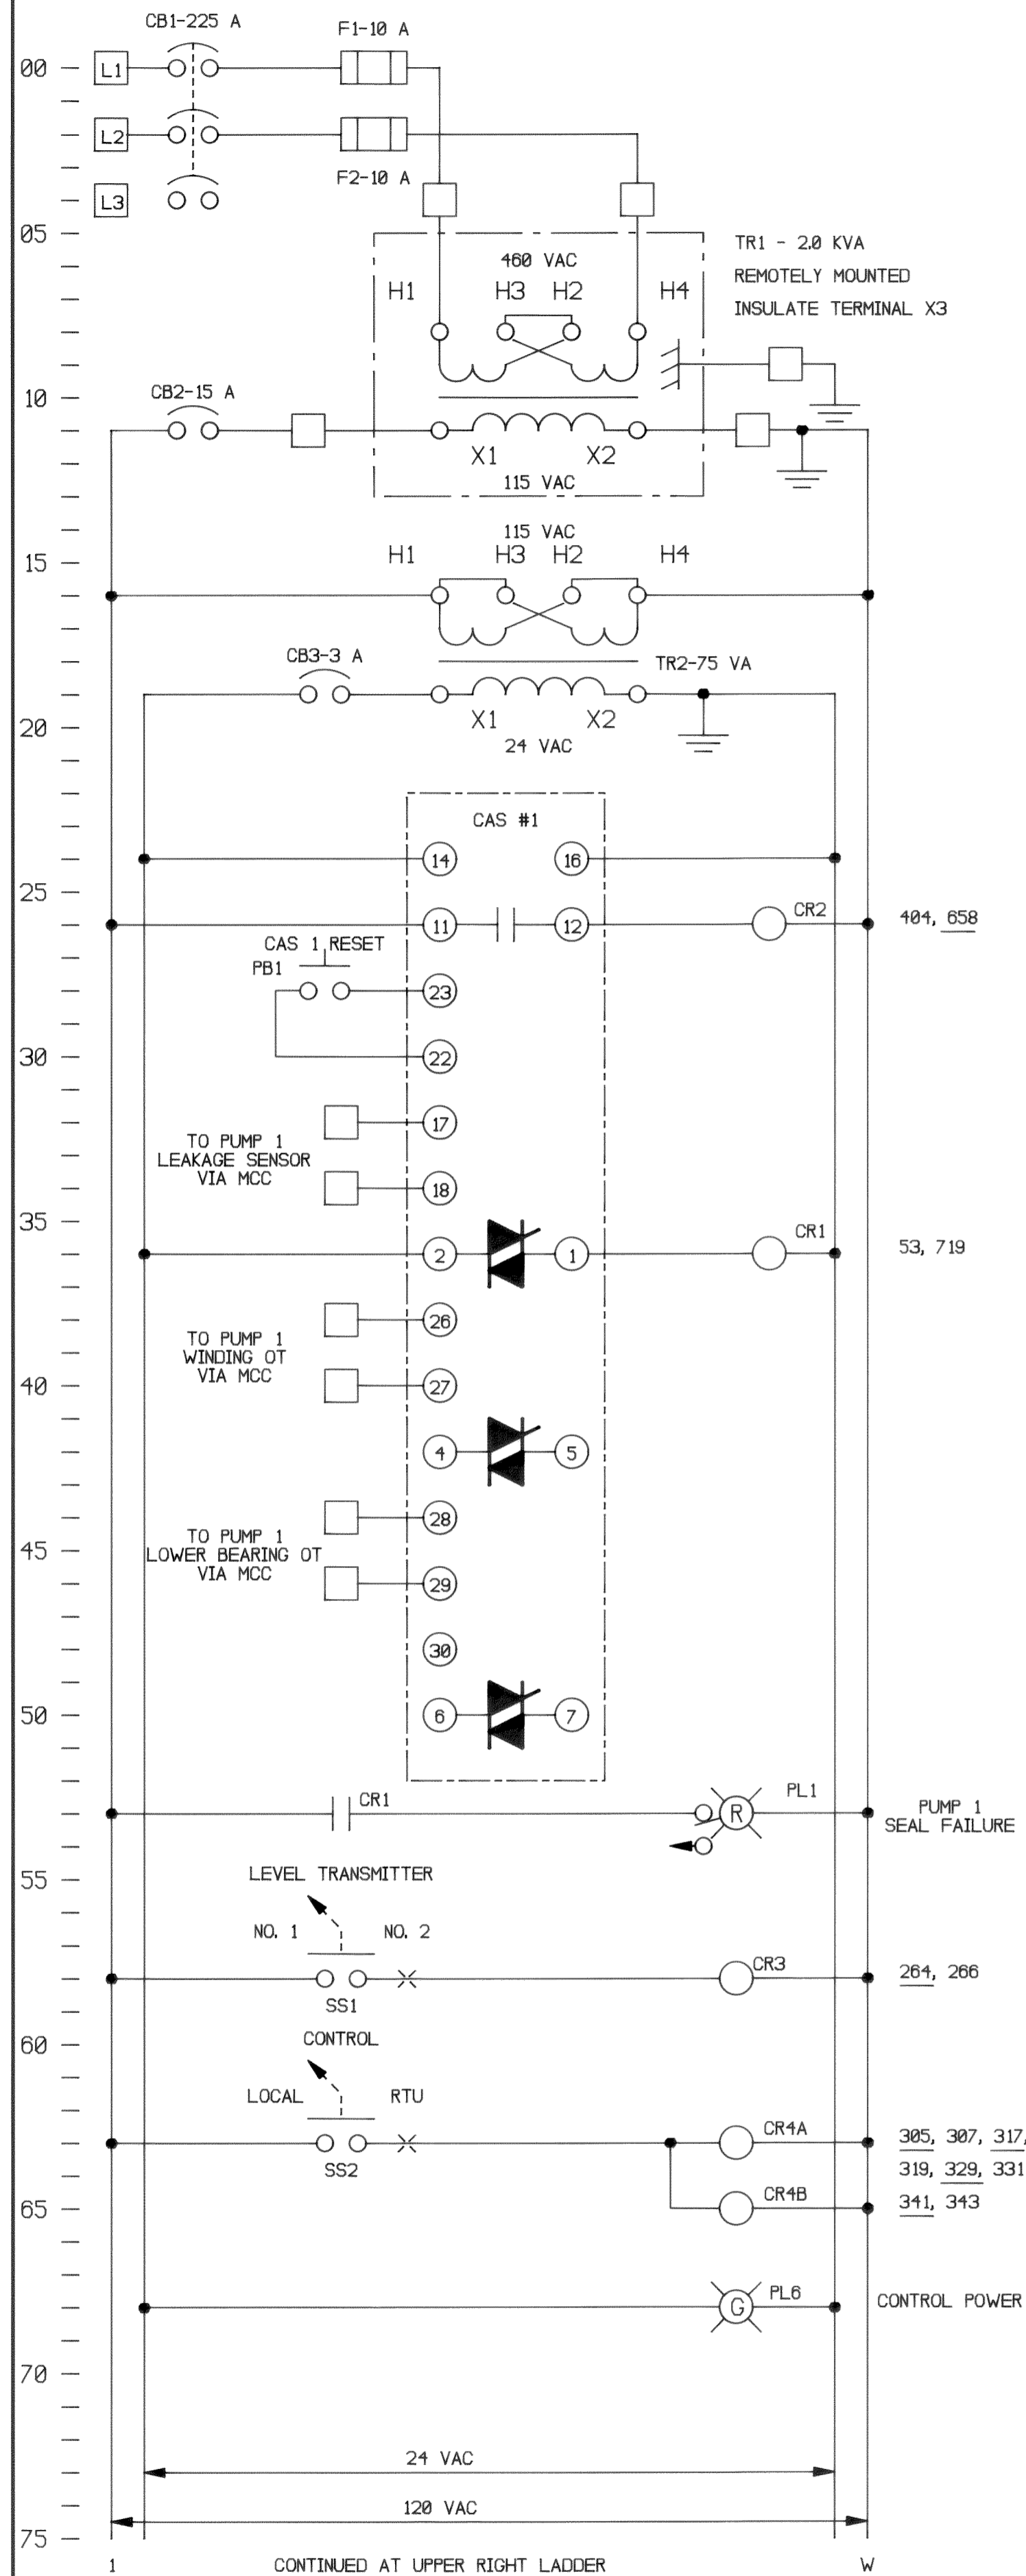 CB1-225 A
F1-10 A
00
L1
L2
F2-10 A
L3
05
TR1 - 2.0 KVA
460 VAC
REMOTELY MOUNTED
H1 H3 H2 H4
INSULATE TERMINAL X3
CB2-15 A
10
X1 X2
115 VAC
115 VAC
15
H1 H3 H2 H4
CB3-3 A
TR2-75 VA
X1 X2
20
24 VAC
CAS #1
14 16
25
11 12
CR2
404, 658
CAS 1 RESET
PB1
23
30
22
17
TO PUMP 1
LEAKAGE SENSOR
VIA MCC
18
35
2 1
CR1
53, 719
26
TO PUMP 1
WINDING OT
VIA MCC
40
27
4 5
28
TO PUMP 1
45
LOWER BEARING OT
VIA MCC
29
30
50
6 7
CR1
R
PL1
PUMP 1
SEAL FAILURE
55
LEVEL TRANSMITTER
NO. 1 NO. 2
CR3
264, 266
SS1
60
CONTROL
LOCAL RTU
CR4A
305, 307, 317,
SS2
319, 329, 331
65
CR4B
341, 343
G
PL6
CONTROL POWER
70
24 VAC
120 VAC
75
1
CONTINUED AT UPPER RIGHT LADDER
W